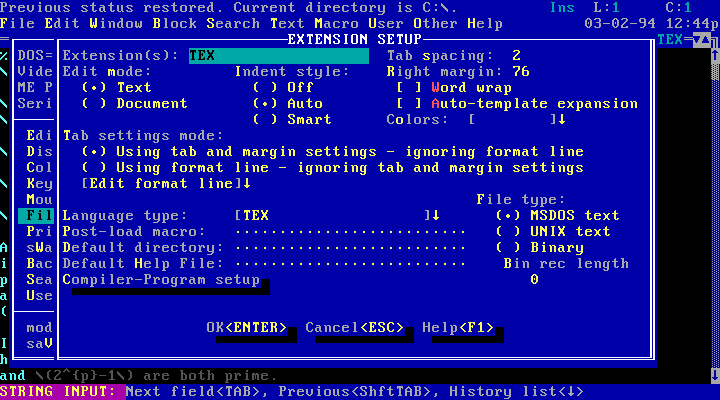 Previous status restored. Current directory is C:\. Ins L:1 C:1
File Edit Window Block Search Text Macro User Other Help 03-02-94 12:44p
EXTENSION SETUP TEX
DOS= Extension(s): TEX Tab spacing: 2
Vide Edit mode: Indent style: Right margin: 76
ME P (•) Text ( ) Off [ ] Word wrap
Seri ( ) Document (•) Auto [ ] Auto-template expansion
( ) Smart Colors: [ ]↓
Edi Tab settings mode:
Dis (•) Using tab and margin settings - ignoring format line
Col ( ) Using format line - ignoring tab and margin settings
Key [Edit format line]↓
Mou File type:
Fil Language type: [TEX ]↓ (•) MSDOS text
Pri Post-load macro: ( ) UNIX text
sWa Default directory: ( ) Binary
Bac Default Help File: Bin rec length
Sea Compiler-Program setup 0
Use
mod OK<ENTER> Cancel<ESC> Help<F1>
saV
and \(2^{p}-1\) are both prime.
STRING INPUT: Next field<TAB>, Previous<ShftTAB>, History list<↓>